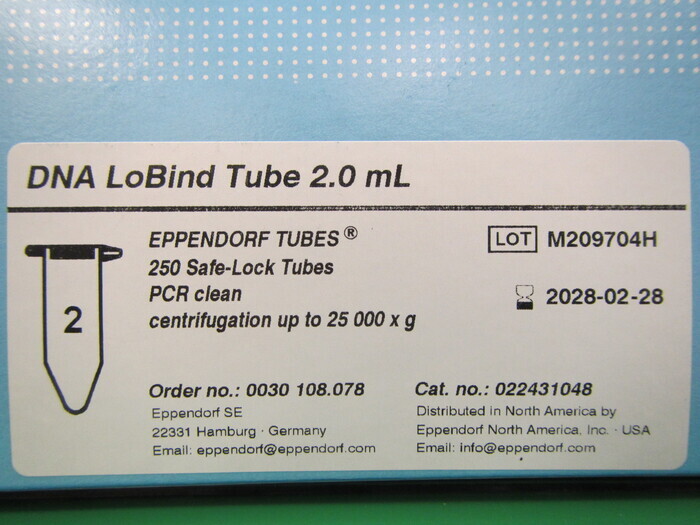 DNA LoBind Tube 2.0 mL
EPPENDORF TUBES®
250 Safe-Lock Tubes
PCR clean
centrifugation up to 25 000 x g
2
LOT M209704H
2028-02-28
Order no.: 0030 108.078
Eppendorf SE
22331 Hamburg · Germany
Email: eppendorf@eppendorf.com
Cat. no.: 022431048
Distributed in North America by
Eppendorf North America, Inc. · USA
Email: info@eppendorf.com